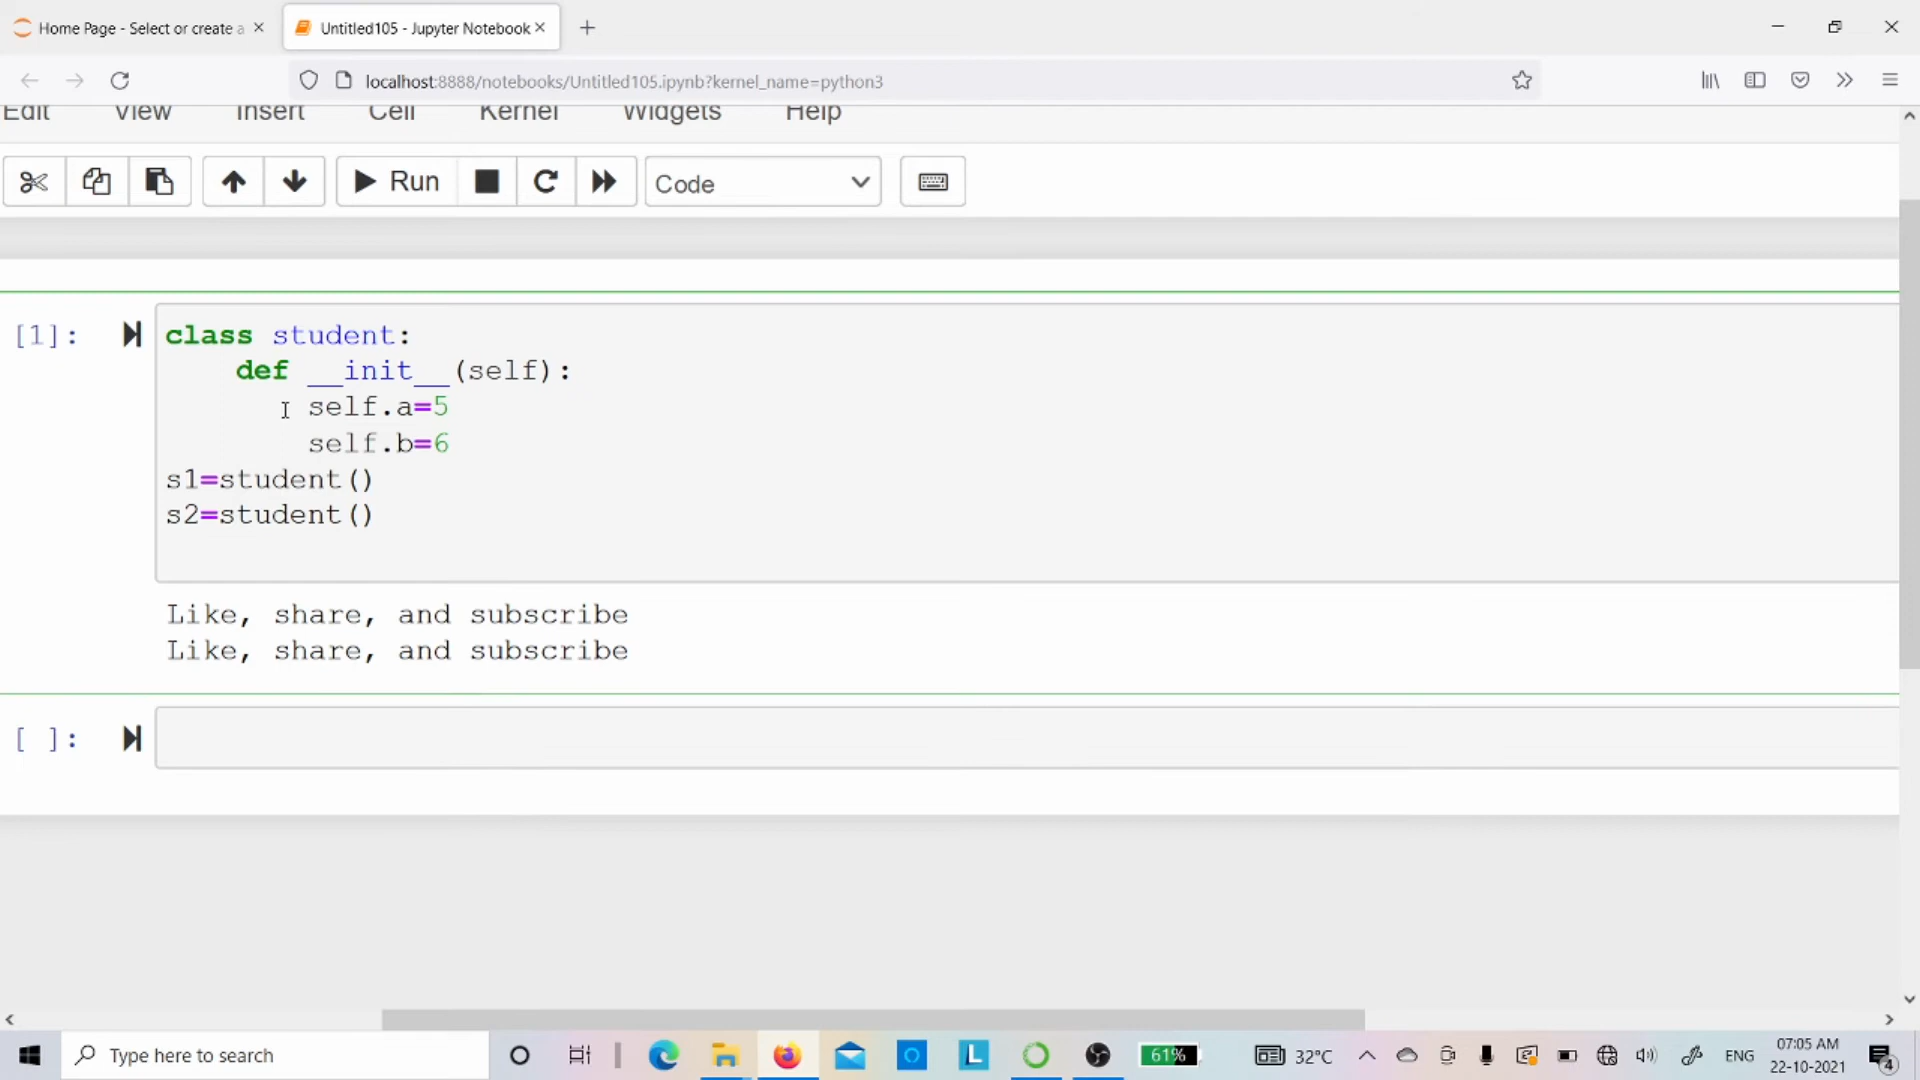 Home Page - Select or create a
Untitled105 - Jupyter Notebook
localhost:8888/notebooks/Untitled105.ipynb?kernel_name=python3
Edit View Insert Cell Kernel Widgets Help
Run
Code
[1]:
class student:
def __init__(self):
self.a=5
self.b=6
s1=student()
s2=student()
Like, share, and subscribe
Like, share, and subscribe
[ ]:
Type here to search
L
61%
32°C
ENG
07:05 AM
22-10-2021
4